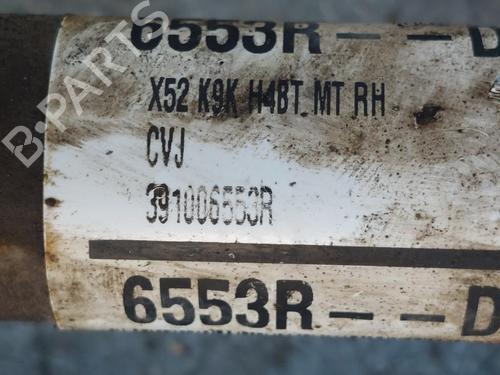 6553R--D
X52 K9K H4BT MT RH
CVJ
391006553R
6553R--D
B-PARTS